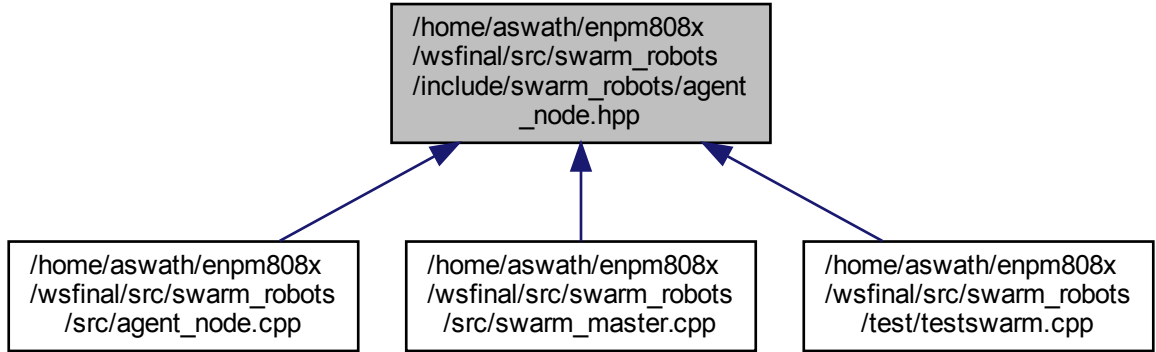 /home/aswath/enpm808x
/wsfinal/src/swarm_robots
/include/swarm_robots/agent
_node.hpp
/home/aswath/enpm808x
/wsfinal/src/swarm_robots
/src/agent_node.cpp
/home/aswath/enpm808x
/wsfinal/src/swarm_robots
/src/swarm_master.cpp
/home/aswath/enpm808x
/wsfinal/src/swarm_robots
/test/testswarm.cpp